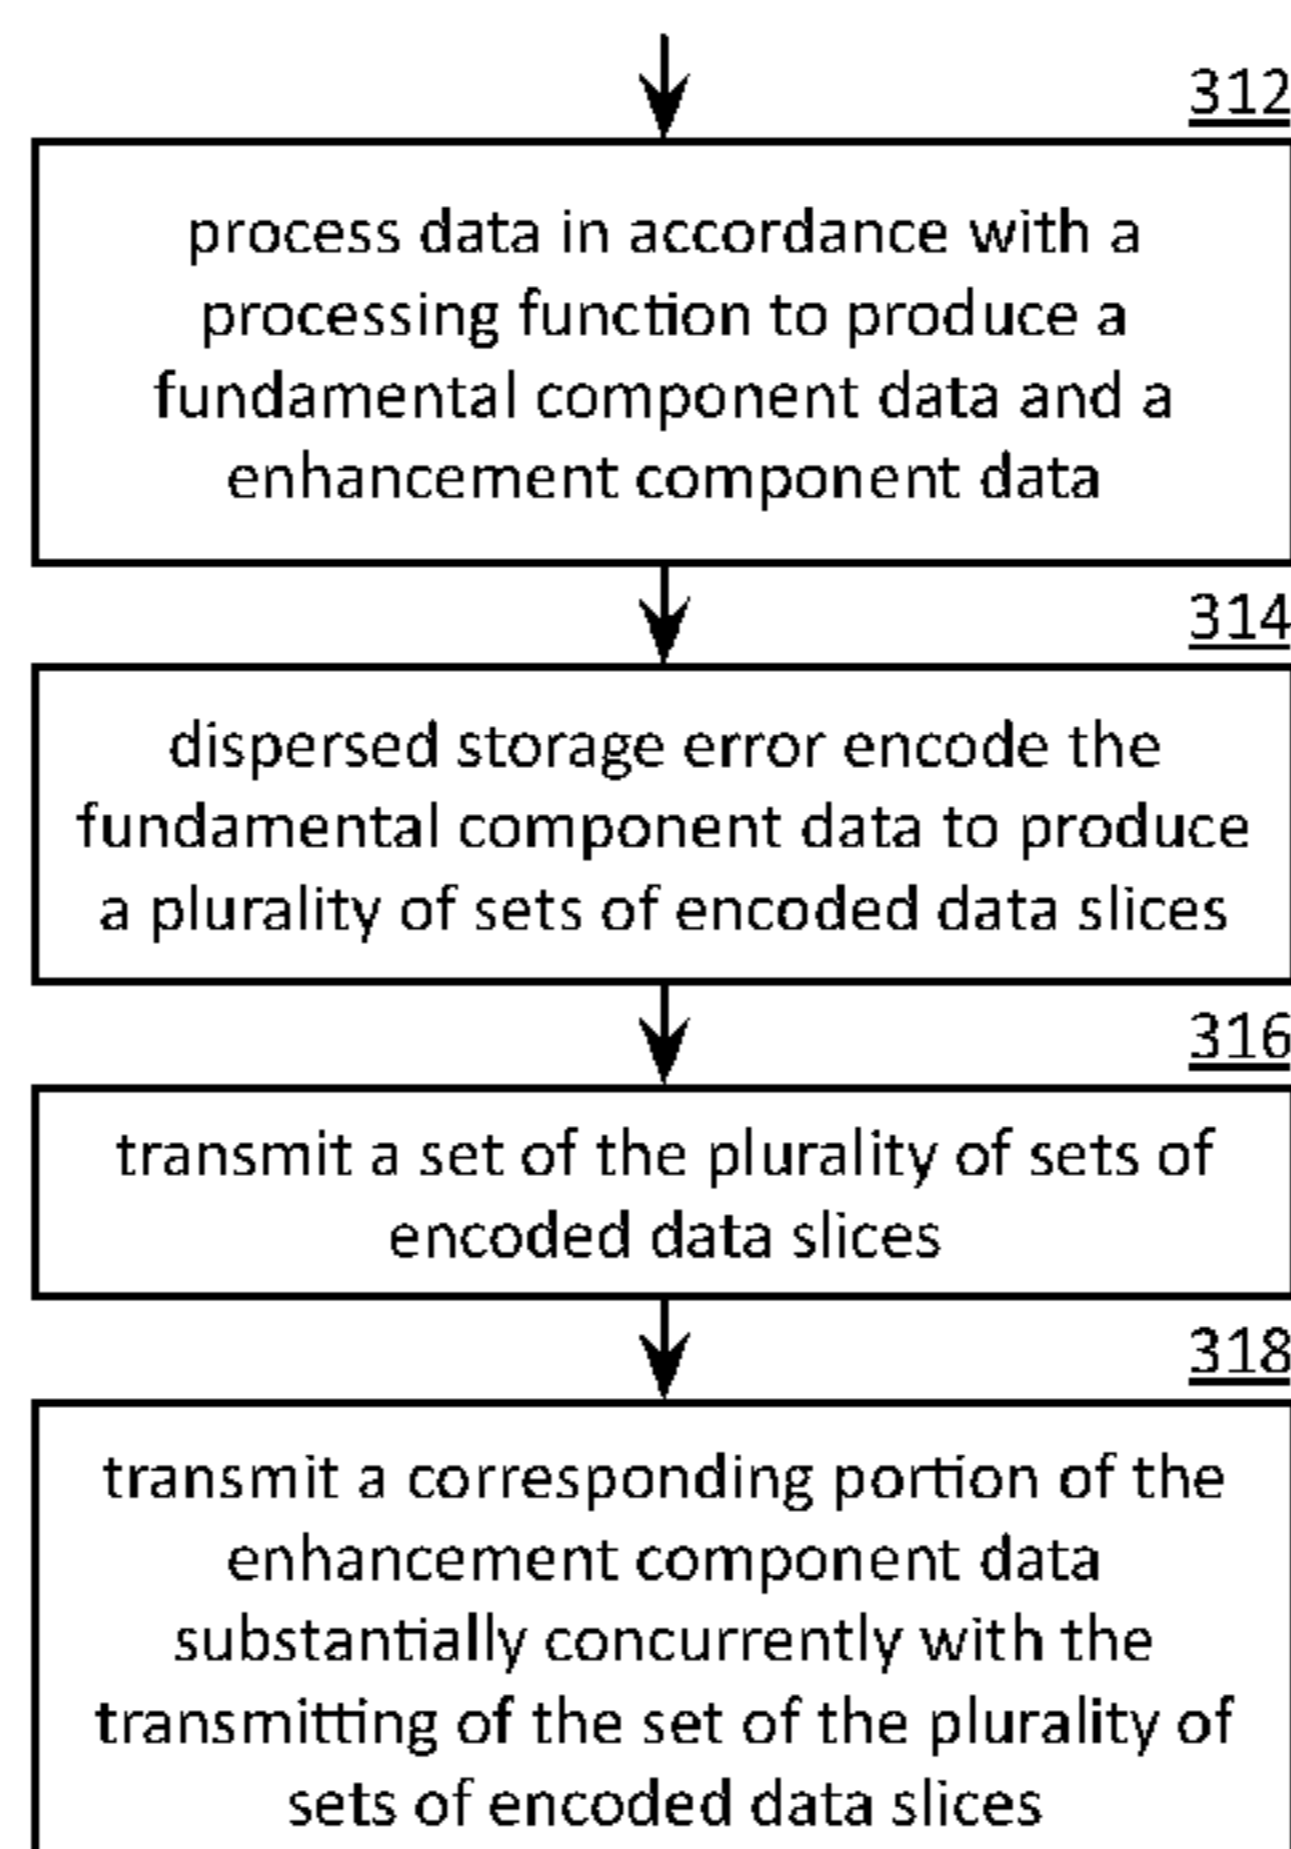 312
process data in accordance with a
processing function to produce a
fundamental component data and a
enhancement component data
314
dispersed storage error encode the
fundamental component data to produce
a plurality of sets of encoded data slices
316
transmit a set of the plurality of sets of
encoded data slices
318
transmit a corresponding portion of the
enhancement component data
substantially concurrently with the
transmitting of the set of the plurality of
sets of encoded data slices